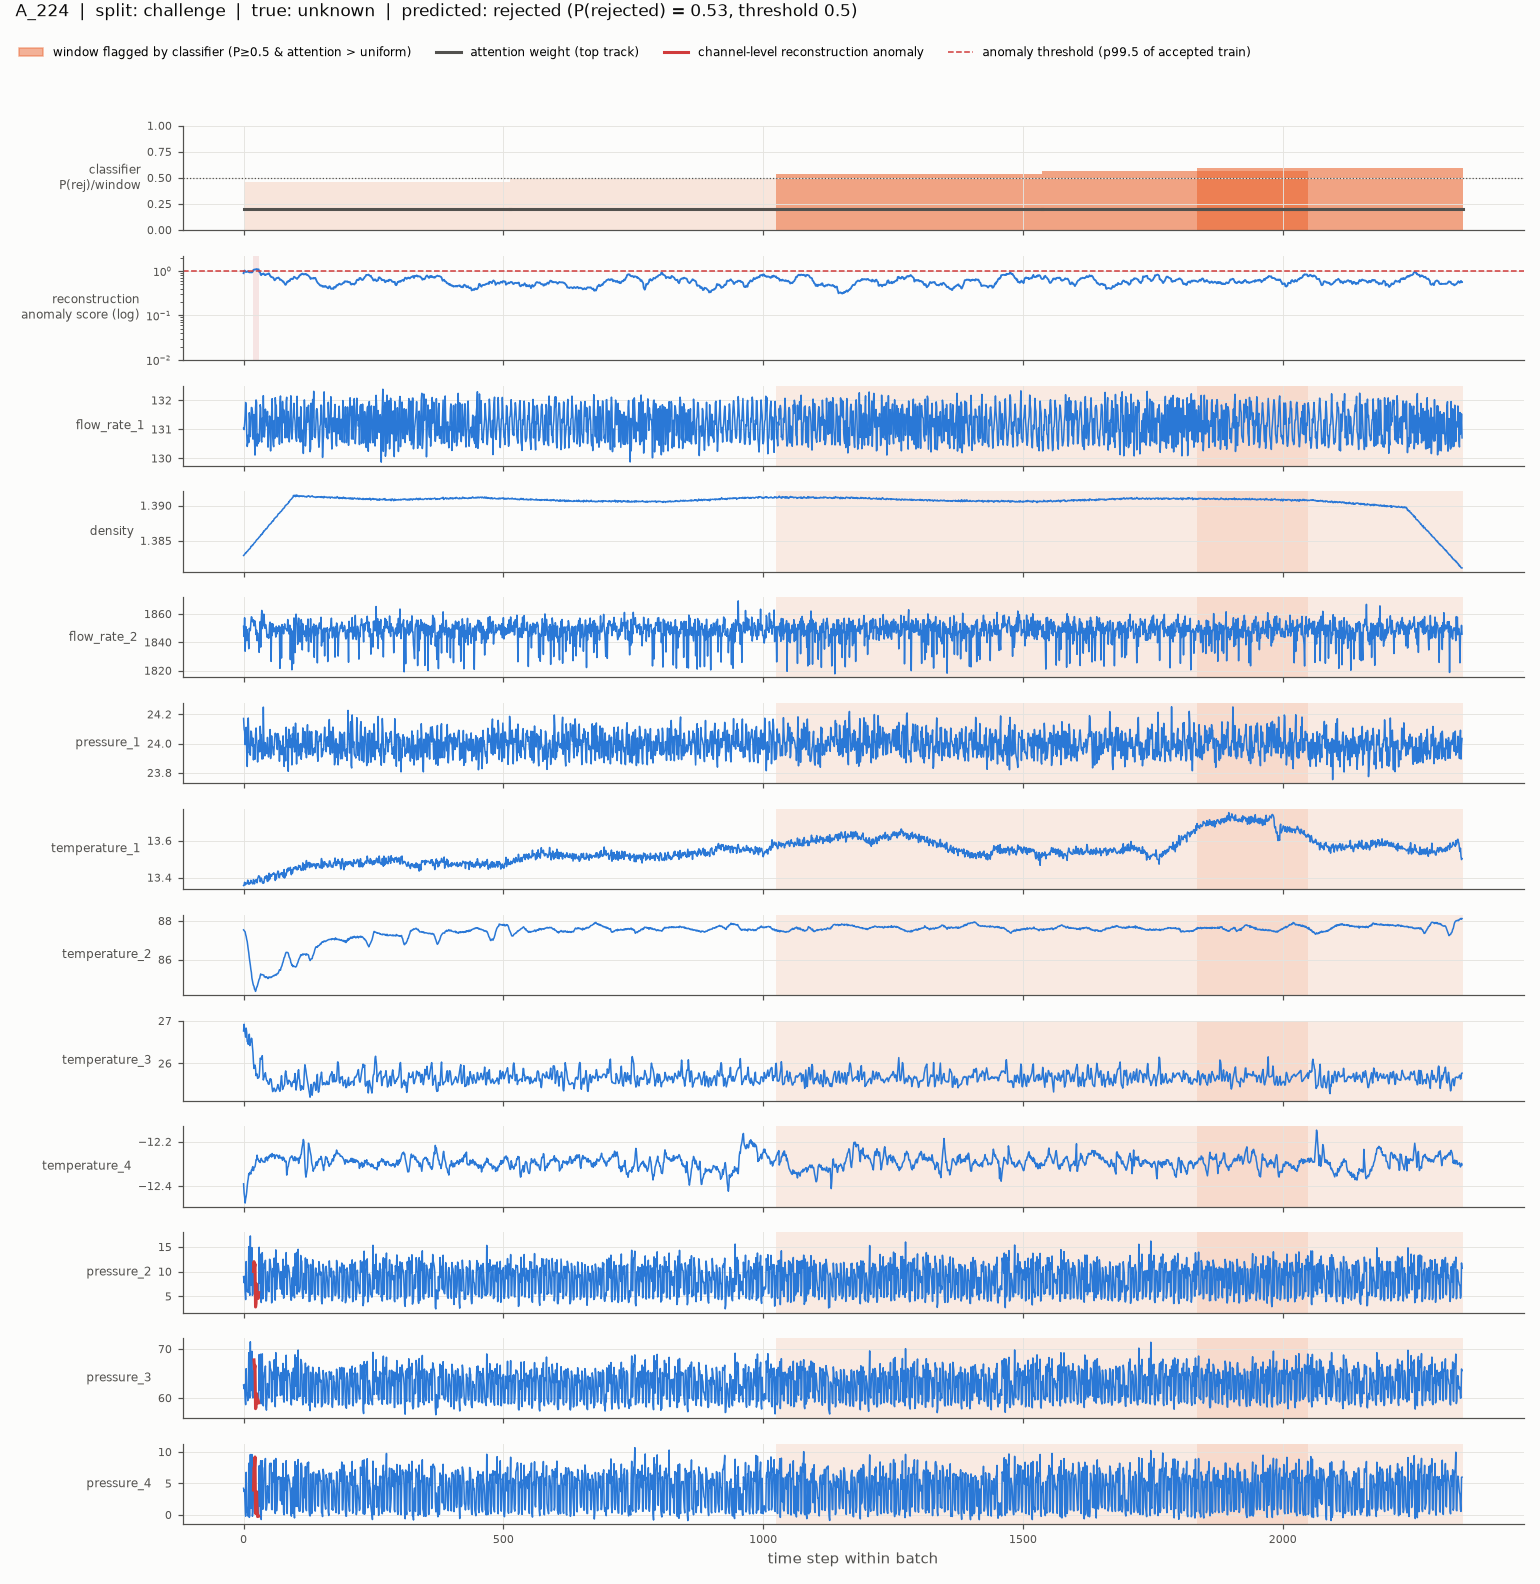 A_224 | split: challenge | true: unknown | predicted: rejected (P(rejected) = 0.53, threshold 0.5)
window flagged by classifier (P≥0.5 & attention > uniform)
attention weight (top track)
channel-level reconstruction anomaly
anomaly threshold (p99.5 of accepted train)
classifier
P(rej)/window
1.00
0.75
0.50
0.25
0.00
reconstruction
anomaly score (log)
10⁰
10⁻¹
10⁻²
flow_rate_1
132
131
130
density
1.390
1.385
flow_rate_2
1860
1840
1820
pressure_1
24.2
24.0
23.8
temperature_1
13.6
13.4
temperature_2
88
86
temperature_3
27
26
temperature_4
−12.2
−12.4
pressure_2
15
10
5
pressure_3
70
60
pressure_4
10
5
0
0
500
1000
1500
2000
time step within batch